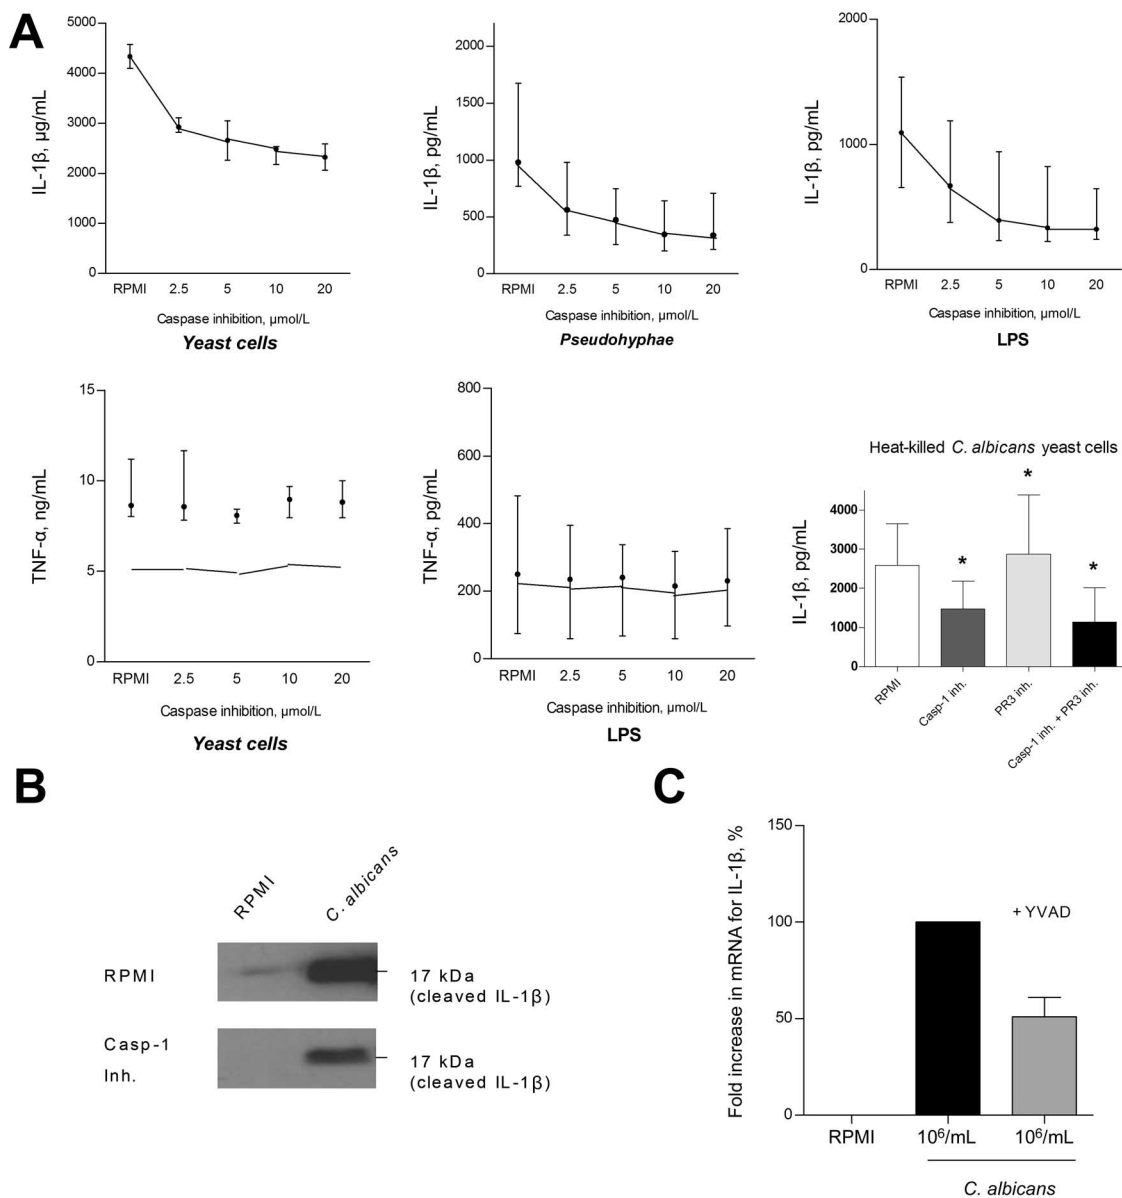 A
5000
4000
3000
2000
1000
0
IL-1β, µg/mL
RPMI 2.5 5 10 20
Caspase inhibition, µmol/L
Yeast cells
2000
1500
1000
500
0
IL-1β, pg/mL
RPMI 2.5 5 10 20
Caspase inhibition, µmol/L
Pseudohyphae
2000
1000
0
IL-1β, pg/mL
RPMI 2.5 5 10 20
Caspase inhibition, µmol/L
LPS
15
10
5
0
TNF-α, ng/mL
RPMI 2.5 5 10 20
Caspase inhibition, µmol/L
Yeast cells
800
600
400
200
0
TNF-α, pg/mL
RPMI 2.5 5 10 20
Caspase inhibition, µmol/L
LPS
Heat-killed C. albicans yeast cells
4000
3000
2000
1000
0
IL-1β, pg/mL
*
*
*
RPMI
Casp-1 inh.
PR3 inh.
Casp-1 inh. + PR3 inh.
B
RPMI
C. albicans
RPMI
17 kDa
(cleaved IL-1β)
Casp-1
Inh.
17 kDa
(cleaved IL-1β)
C
Fold increase in mRNA for IL-1β, %
150
100
50
0
+ YVAD
RPMI 10⁶/mL 10⁶/mL
C. albicans